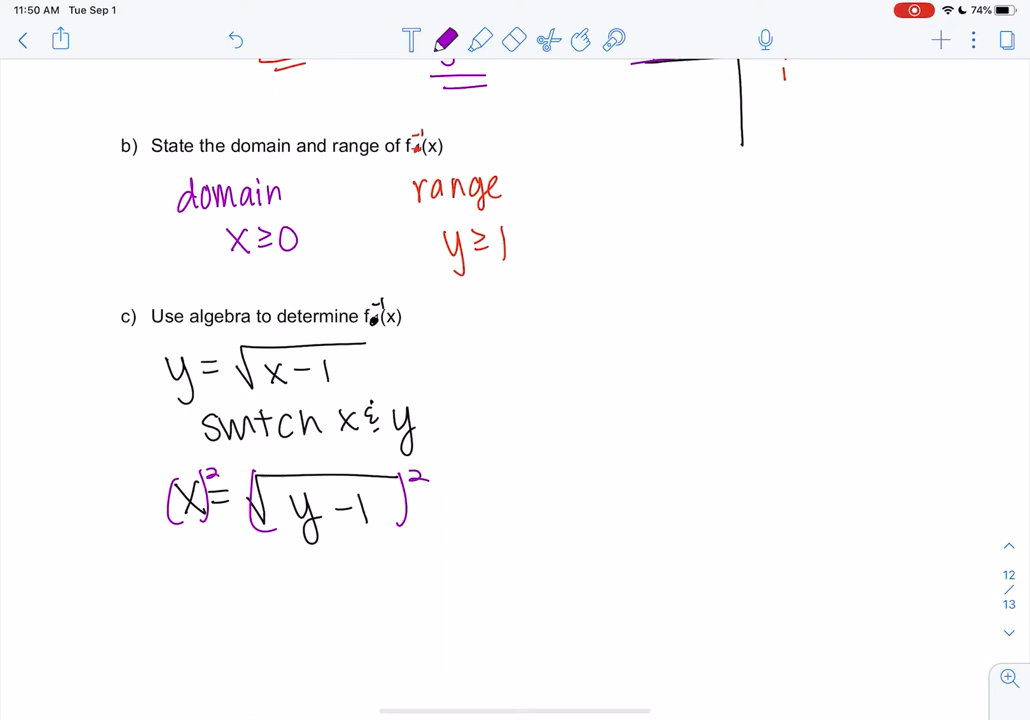 11:50 AM Tue Sep 1
74%
b) State the domain and range of f⁻¹(x)
domain range
x ≥ 0 y ≥ 1
c) Use algebra to determine f⁻¹(x)
y = √(x - 1)
switch x & y
(x)² = (√(y - 1))²
12
/
13